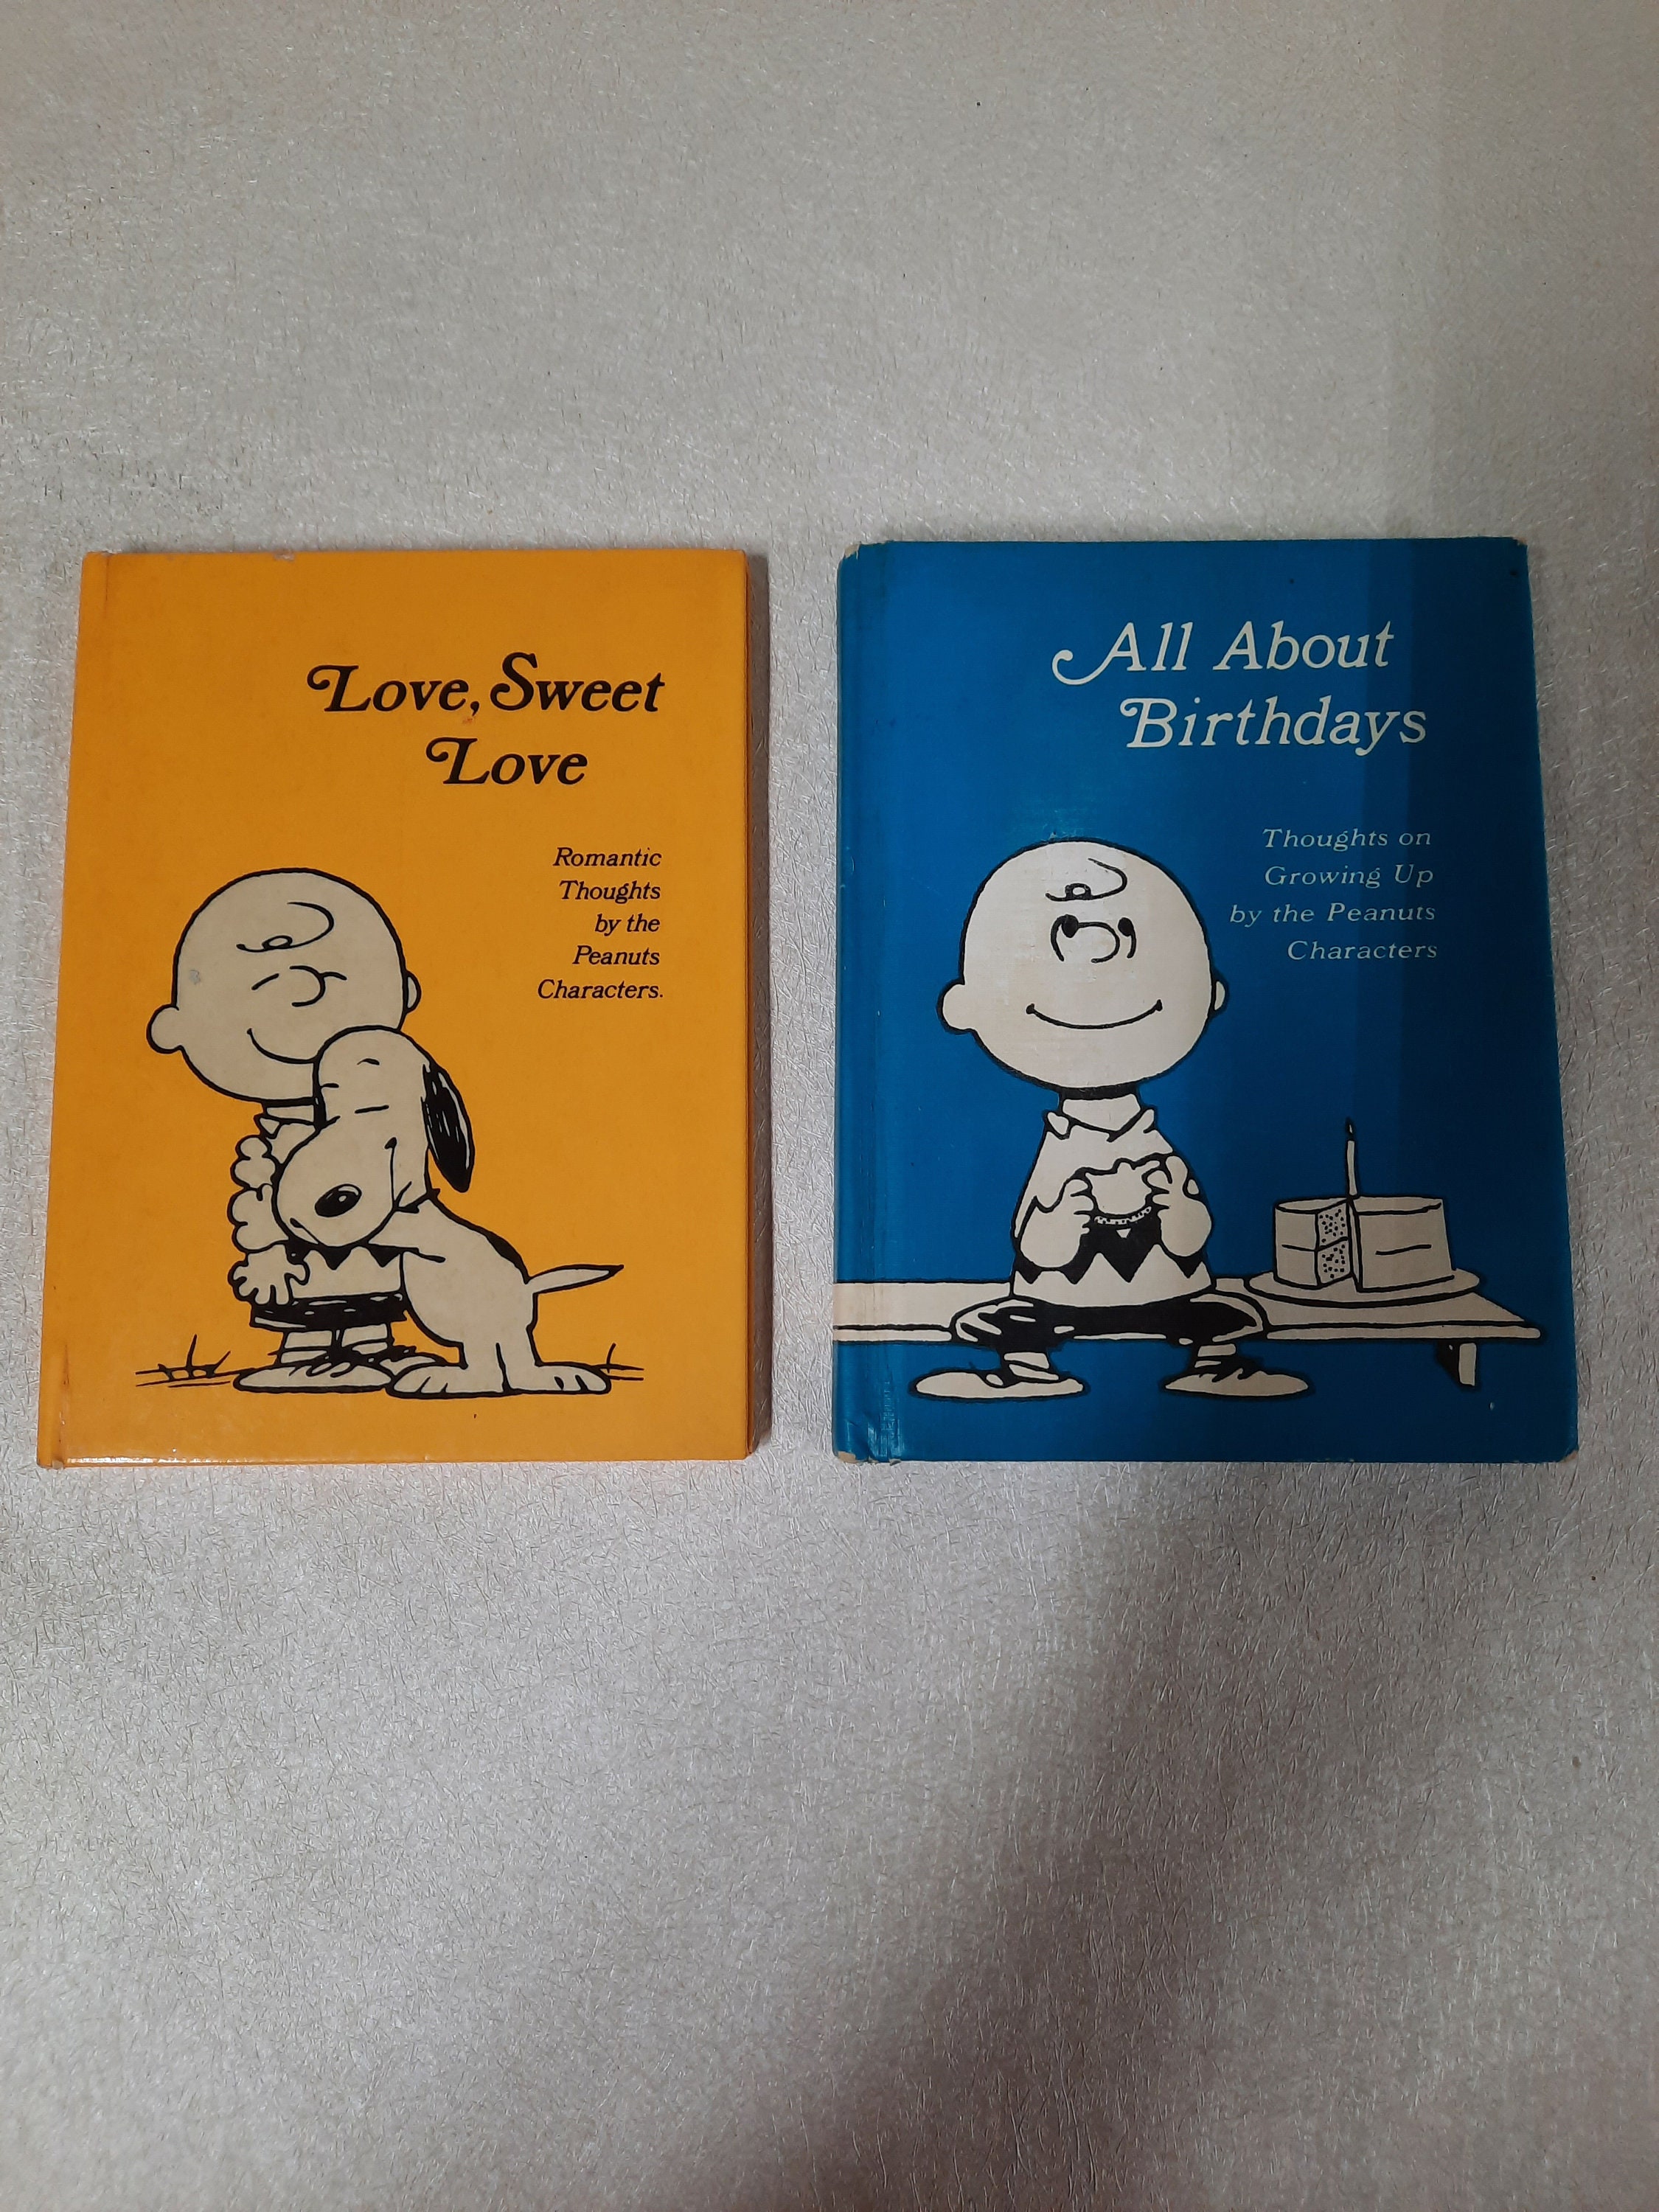 Love, Sweet
Love
Romantic
Thoughts
by the
Peanuts
Characters.
All About
Birthdays
Thoughts on
Growing Up
by the Peanuts
Characters